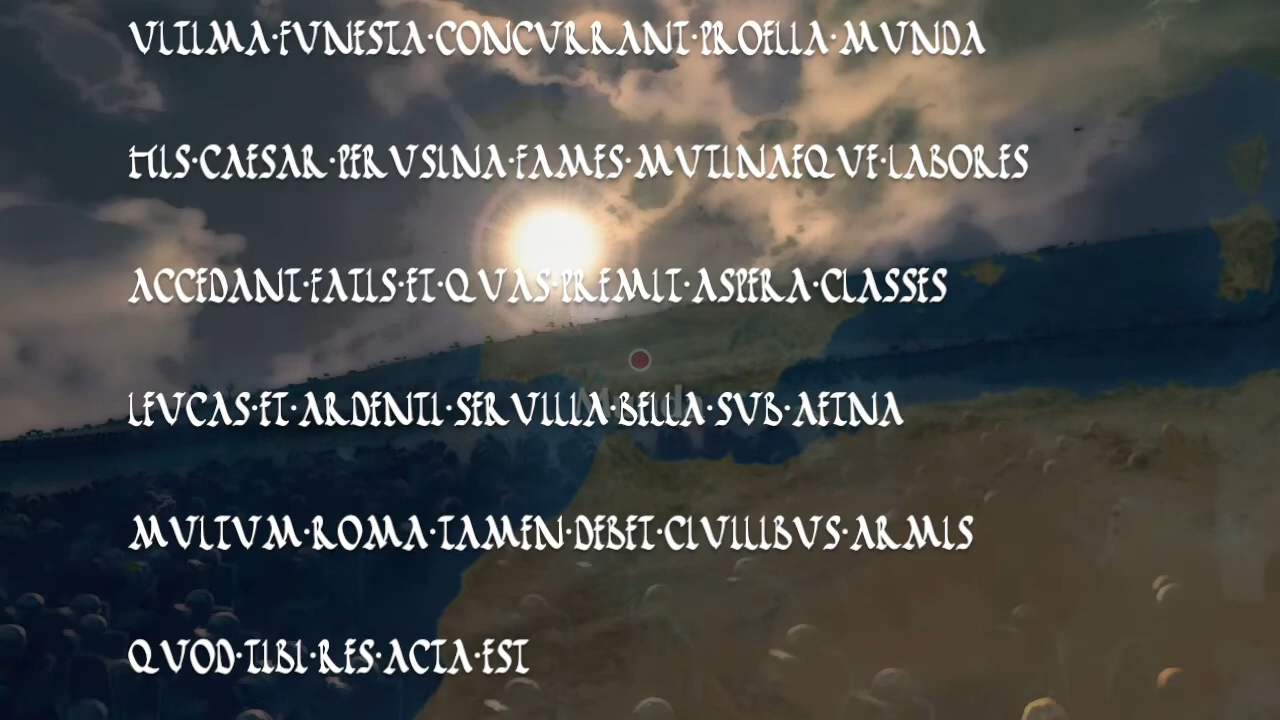 VLTIMA·FVNESTA·CONCVRRANT·PROELIA·MVNDA
HIS·CAESAR·PERVSINA·FAMES·MVTINAEQVE·LABORES
ACCEDANT·FATIS·ET·QVAS·PREMIT·ASPERA·CLASSES
Munda
LEVCAS·ET·ARDENTI·SERVILIA·BELLA·SVB·AETNA
MVLTVM·ROMA·TAMEN·DEBET·CIVILIBVS·ARMIS
QVOD·TIBI·RES·ACTA·EST